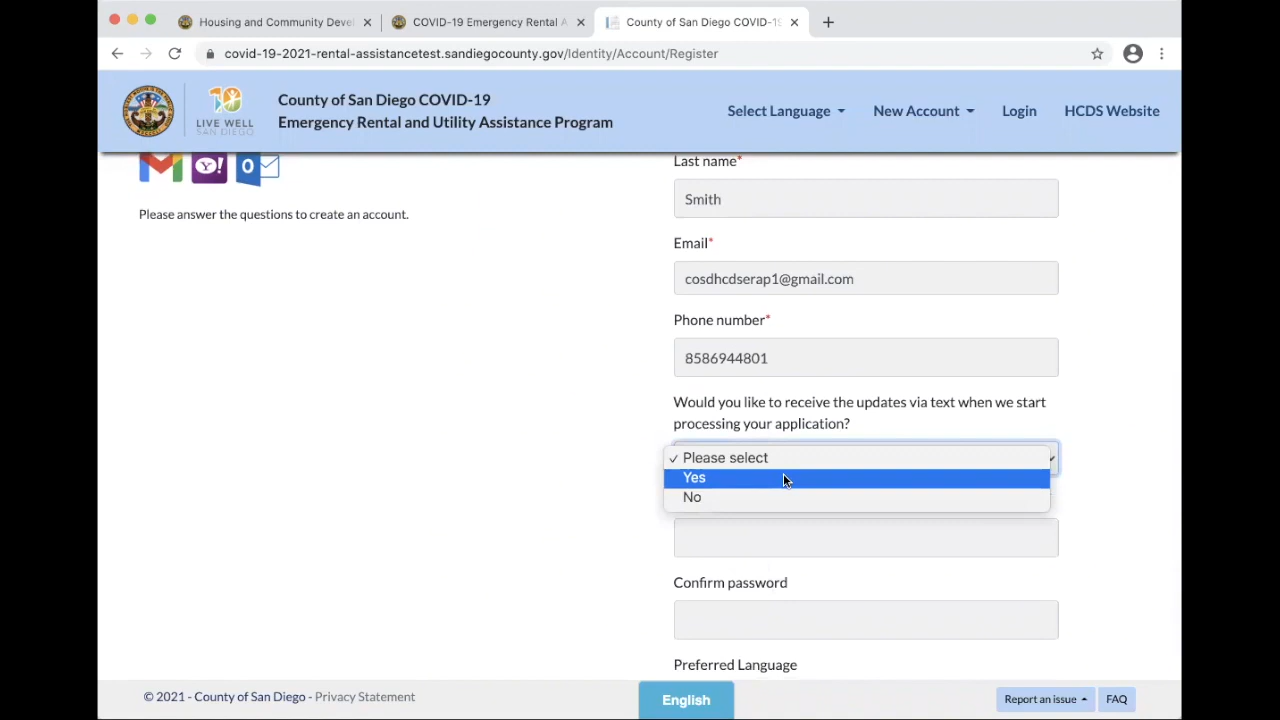 Housing and Community Deve
COVID-19 Emergency Rental A
County of San Diego COVID-19
covid-19-2021-rental-assistancetest.sandiegocounty.gov/Identity/Account/Register
LIVE WELL
SAN DIEGO
County of San Diego COVID-19
Emergency Rental and Utility Assistance Program
Select Language
New Account
Login
HCDS Website
Please answer the questions to create an account.
Last name*
Smith
Email*
cosdhcdserap1@gmail.com
Phone number*
8586944801
Would you like to receive the updates via text when we start
processing your application?
✓ Please select
Yes
No
Confirm password
Preferred Language
© 2021 - County of San Diego - Privacy Statement
English
Report an issue
FAQ